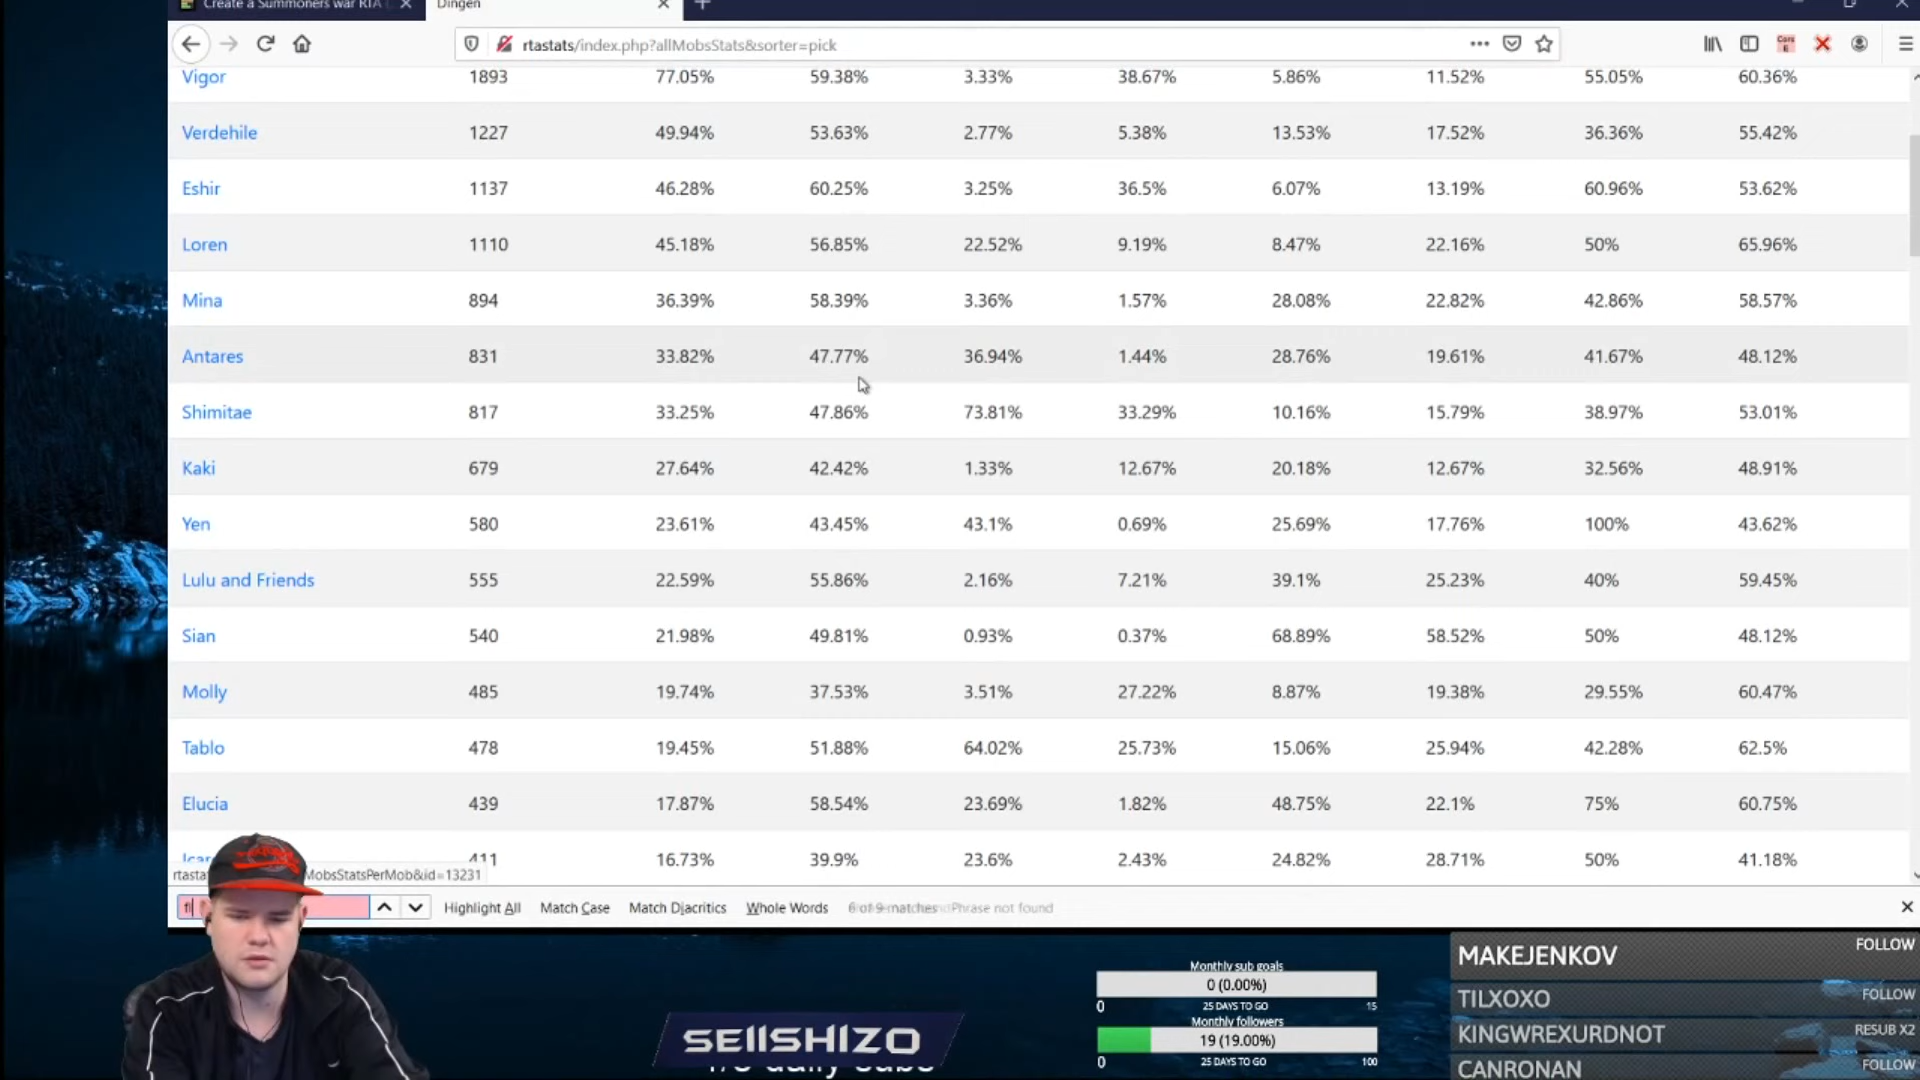 Create a Summoners war RTA
Dingen
rtastats/index.php?allMobsStats&sorter=pick
Vigor 1893 77.05% 59.38% 3.33% 38.67% 5.86% 11.52% 55.05% 60.36%
Verdehile 1227 49.94% 53.63% 2.77% 5.38% 13.53% 17.52% 36.36% 55.42%
Eshir 1137 46.28% 60.25% 3.25% 36.5% 6.07% 13.19% 60.96% 53.62%
Loren 1110 45.18% 56.85% 22.52% 9.19% 8.47% 22.16% 50% 65.96%
Mina 894 36.39% 58.39% 3.36% 1.57% 28.08% 22.82% 42.86% 58.57%
Antares 831 33.82% 47.77% 36.94% 1.44% 28.76% 19.61% 41.67% 48.12%
Shimitae 817 33.25% 47.86% 73.81% 33.29% 10.16% 15.79% 38.97% 53.01%
Kaki 679 27.64% 42.42% 1.33% 12.67% 20.18% 12.67% 32.56% 48.91%
Yen 580 23.61% 43.45% 43.1% 0.69% 25.69% 17.76% 100% 43.62%
Lulu and Friends 555 22.59% 55.86% 2.16% 7.21% 39.1% 25.23% 40% 59.45%
Sian 540 21.98% 49.81% 0.93% 0.37% 68.89% 58.52% 50% 48.12%
Molly 485 19.74% 37.53% 3.51% 27.22% 8.87% 19.38% 29.55% 60.47%
Tablo 478 19.45% 51.88% 64.02% 25.73% 15.06% 25.94% 42.28% 62.5%
Elucia 439 17.87% 58.54% 23.69% 1.82% 48.75% 22.1% 75% 60.75%
411 16.73% 39.9% 23.6% 2.43% 24.82% 28.71% 50% 41.18%
MobsStatsPerMob&id=13231
Highlight All Match Case Match Diacritics Whole Words 6 of 9 matches Phrase not found
Monthly sub goals
0 (0.00%)
0 25 DAYS TO GO 15
Monthly followers
19 (19.00%)
0 25 DAYS TO GO 100
SEllSHIZO
MAKEJENKOV FOLLOW
TILXOXO FOLLOW
KINGWREXURDNOT RESUB X2
CANRONAN FOLLOW